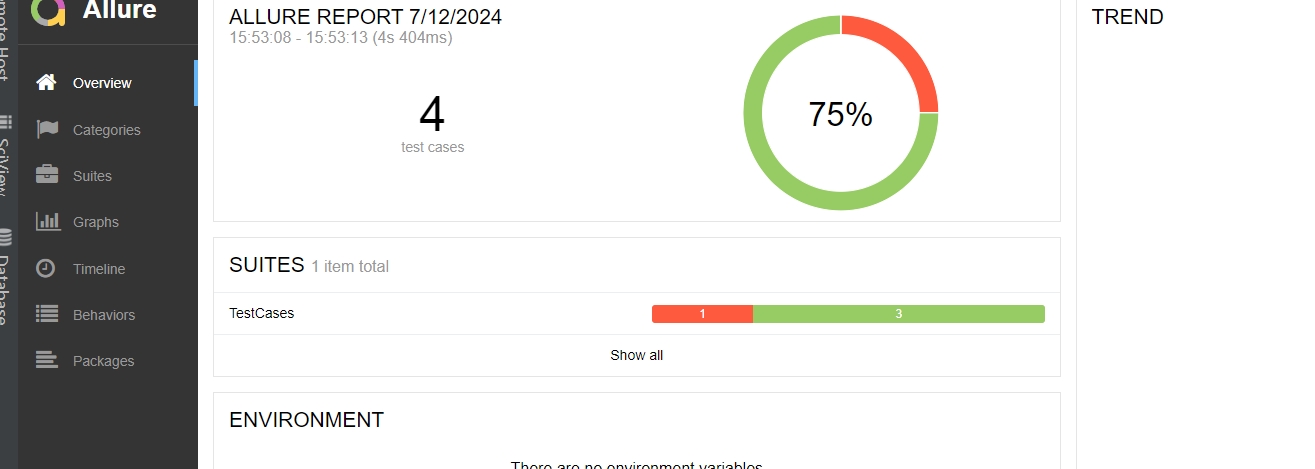 mote Host
SciView
Database
Allure
Overview
Categories
Suites
Graphs
Timeline
Behaviors
Packages
ALLURE REPORT 7/12/2024
15:53:08 - 15:53:13 (4s 404ms)
4
test cases
75%
SUITES 1 item total
TestCases
1 3
Show all
ENVIRONMENT
There are no environment variables
TREND